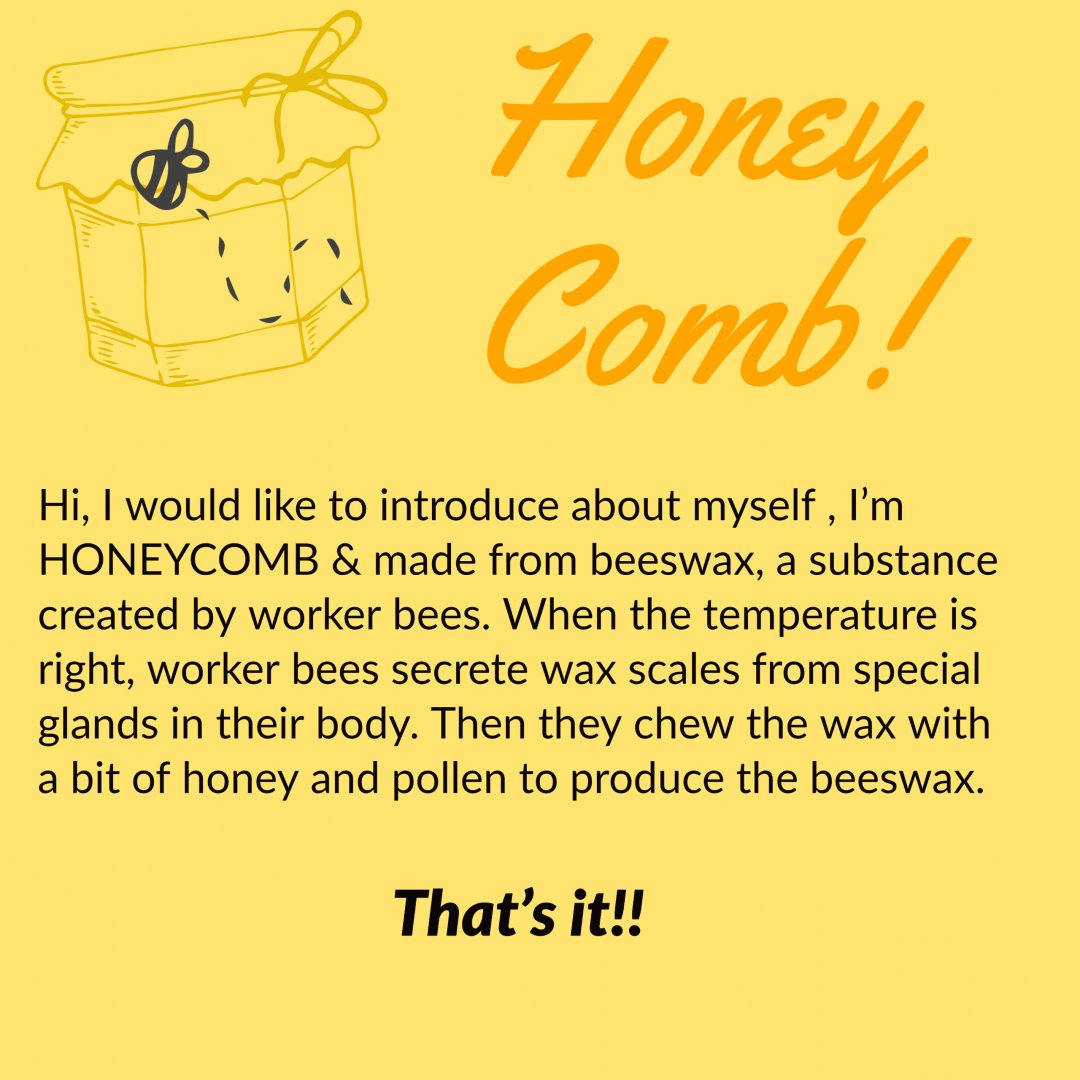 Honey
Comb!
Hi, I would like to introduce about myself , I’m
HONEYCOMB & made from beeswax, a substance
created by worker bees. When the temperature is
right, worker bees secrete wax scales from special
glands in their body. Then they chew the wax with
a bit of honey and pollen to produce the beeswax.
That’s it!!